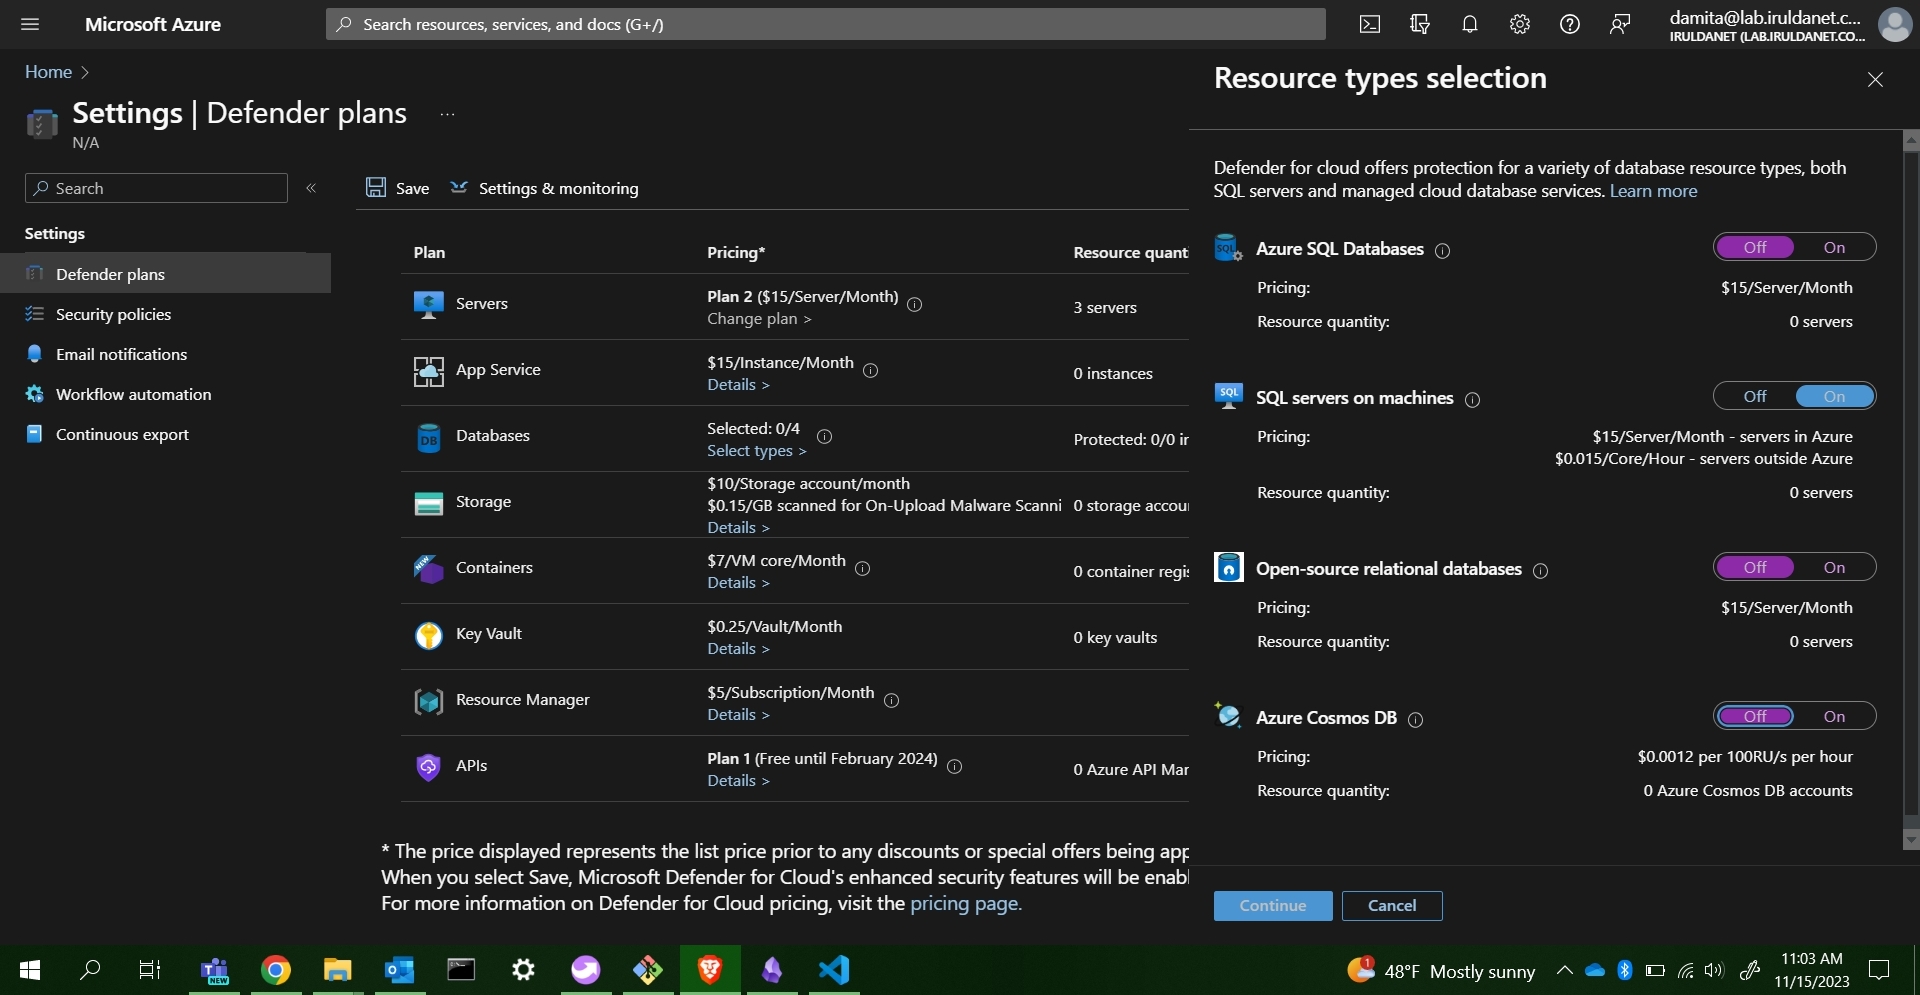 Microsoft Azure
Search resources, services, and docs (G+/)
damita@lab.iruldanet.c...
IRULDANET (LAB.IRULDANET.CO...
Home
Settings | Defender plans
...
N/A
Search
«
Settings
Defender plans
Security policies
Email notifications
Workflow automation
Continuous export
Save
Settings & monitoring
Plan Pricing* Resource quanti
Servers
Plan 2 ($15/Server/Month)
Change plan >
3 servers
App Service
$15/Instance/Month
Details >
0 instances
Databases
Selected: 0/4
Select types >
Protected: 0/0 in
Storage
$10/Storage account/month
$0.15/GB scanned for On-Upload Malware Scanni
Details >
0 storage accour
Containers
NEW
$7/VM core/Month
Details >
0 container regis
Key Vault
$0.25/Vault/Month
Details >
0 key vaults
Resource Manager
$5/Subscription/Month
Details >
APIs
Plan 1 (Free until February 2024)
Details >
0 Azure API Mar
* The price displayed represents the list price prior to any discounts or special offers being app
When you select Save, Microsoft Defender for Cloud's enhanced security features will be enabl
For more information on Defender for Cloud pricing, visit the pricing page.
Resource types selection
Defender for cloud offers protection for a variety of database resource types, both
SQL servers and managed cloud database services. Learn more
SQL
Azure SQL Databases
Off On
Pricing: $15/Server/Month
Resource quantity: 0 servers
SQL
SQL servers on machines
Off On
Pricing: $15/Server/Month - servers in Azure
$0.015/Core/Hour - servers outside Azure
Resource quantity: 0 servers
Open-source relational databases
Off On
Pricing: $15/Server/Month
Resource quantity: 0 servers
Azure Cosmos DB
Off On
Pricing: $0.0012 per 100RU/s per hour
Resource quantity: 0 Azure Cosmos DB accounts
Continue
Cancel
NEW
1
48°F Mostly sunny
11:03 AM
11/15/2023